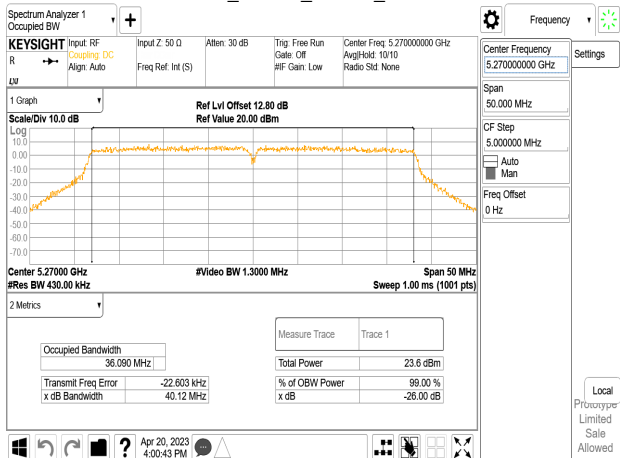 Spectrum Analyzer 1
Occupied BW
Frequency
KEYSIGHT
R
LXI
Input: RF
Coupling: DC
Align: Auto
Input Z: 50 Ω
Freq Ref: Int (S)
Atten: 30 dB
Trig: Free Run
Gate: Off
#IF Gain: Low
Center Freq: 5.270000000 GHz
Avg|Hold: 10/10
Radio Std: None
Center Frequency
5.270000000 GHz
Settings
Span
50.000 MHz
CF Step
5.000000 MHz
Auto
Man
Freq Offset
0 Hz
1 Graph
Scale/Div 10.0 dB
Ref Lvl Offset 12.80 dB
Ref Value 20.00 dBm
Log
10.0
0.00
-10.0
-20.0
-30.0
-40.0
-50.0
-60.0
-70.0
Center 5.27000 GHz
#Video BW 1.3000 MHz
Span 50 MHz
#Res BW 430.00 kHz
Sweep 1.00 ms (1001 pts)
2 Metrics
Measure Trace
Trace 1
Occupied Bandwidth
36.090 MHz
Total Power
23.6 dBm
Transmit Freq Error
-22.603 kHz
% of OBW Power
99.00 %
x dB Bandwidth
40.12 MHz
x dB
-26.00 dB
Local
Prototype
Limited
Sale
Allowed
?
Apr 20, 2023
4:00:43 PM